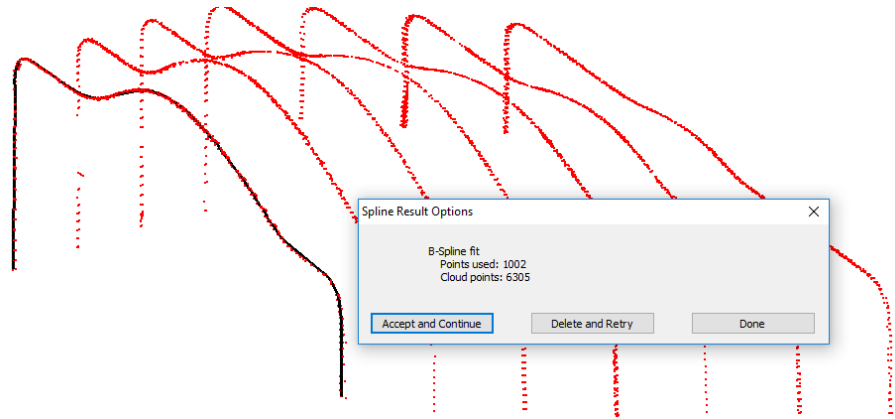 Spline Result Options
B-Spline fit
Points used: 1002
Cloud points: 6305
Accept and Continue
Delete and Retry
Done